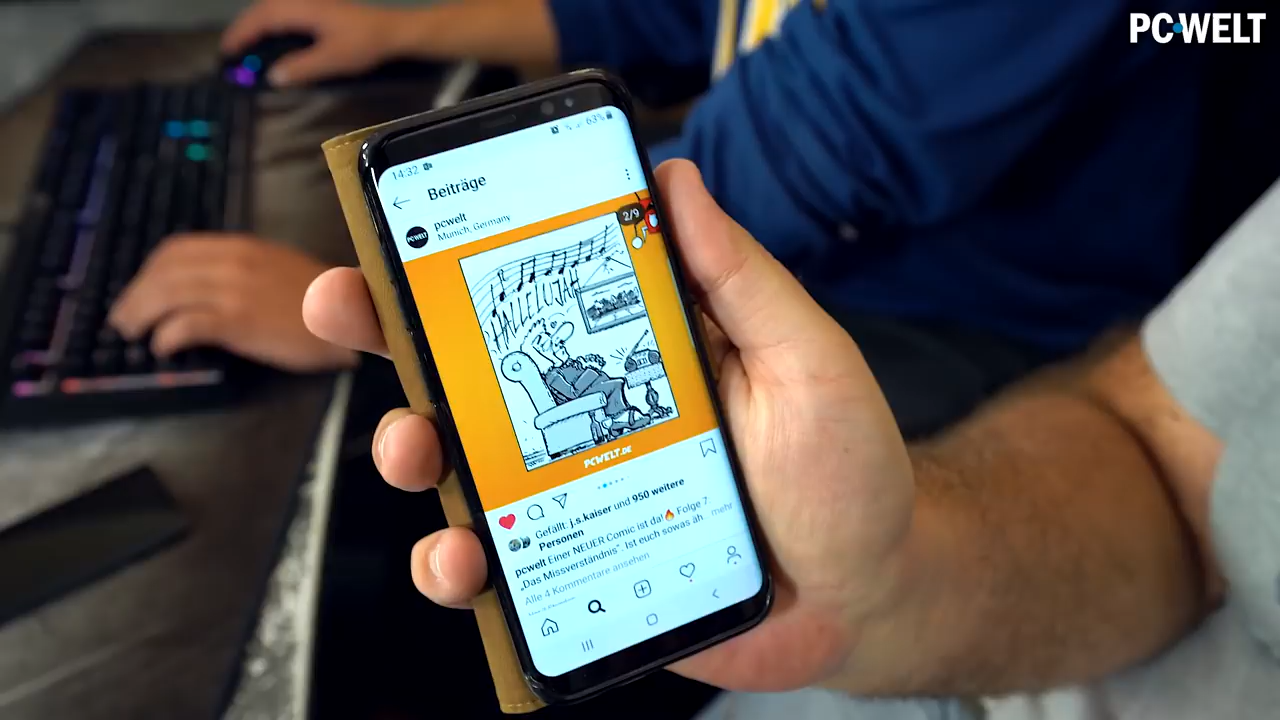 PC WELT
14:32
63%
Beiträge
pcwelt
Munich, Germany
PCWELT
2/9
HALLELUJAH
PCWELT.DE
Gefällt: j.s.kaiser und 950 weitere
Personen
pcwelt Einer NEUER Comic ist da!🔥 Folge 7
„Das Missverständnis“. Ist euch sowas äh mehr
Alle 4 Kommentare ansehen